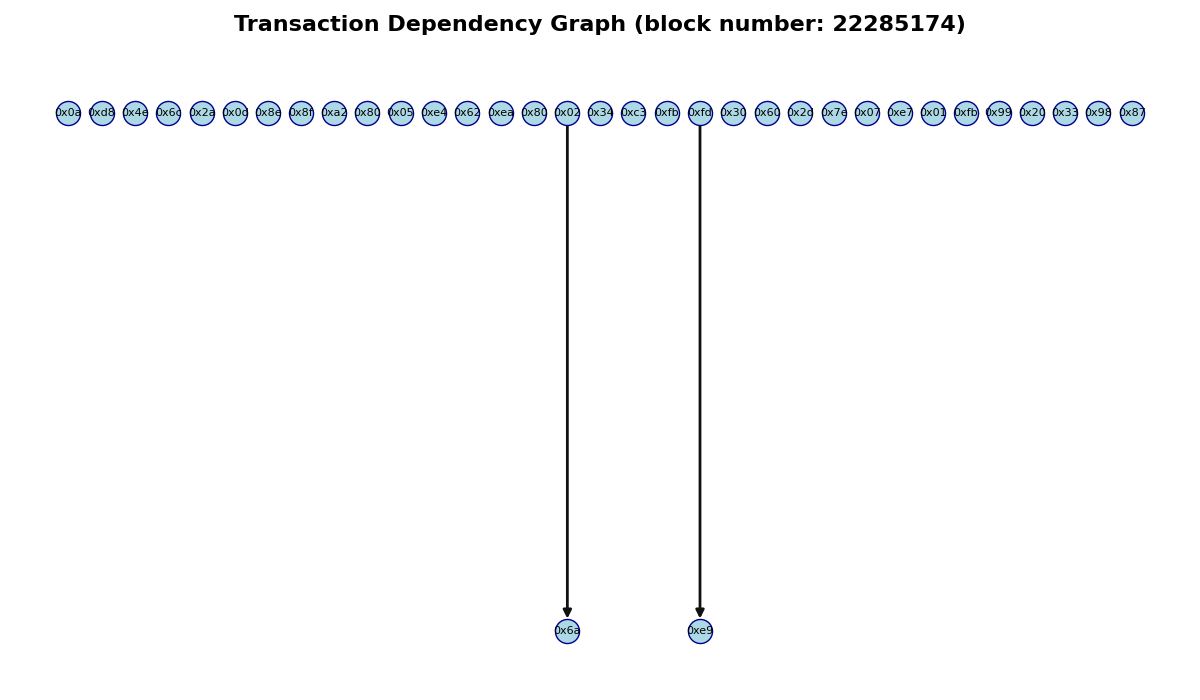 Transaction Dependency Graph (block number: 22285174)
0x0a 0xd8 0x4e 0x6c 0x2a 0x0d 0x8e 0x8f 0xa2 0x80 0x05 0xe4 0x62 0xea 0x80 0x02 0x34 0xc3 0xfb 0xfd 0x30 0x60 0x2d 0x7e 0x07 0xe7 0x01 0xfb 0x99 0x20 0x33 0x98 0x87
0x6a 0xe9